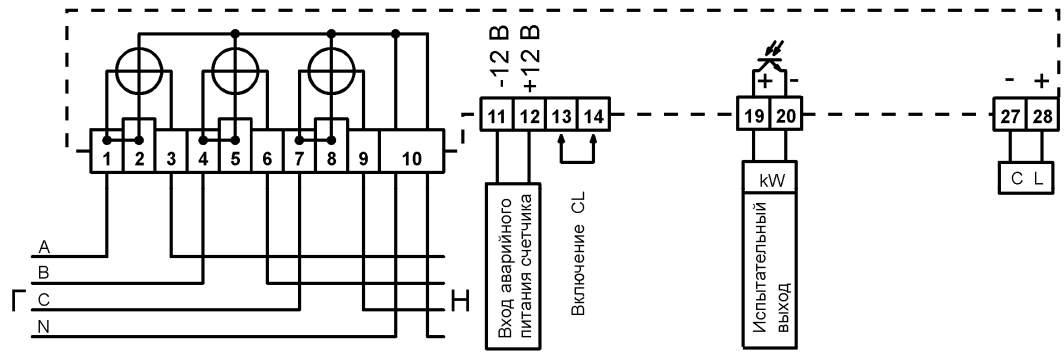 -12 В
+12 В
+ -
- +
1 2 3 4 5 6 7 8 9 10
11 12 13 14
19 20
27 28
kW
C L
A
B
C
N
Г
Н
Вход аварийного
питания счетчика
Включение CL
Испытательный
выход